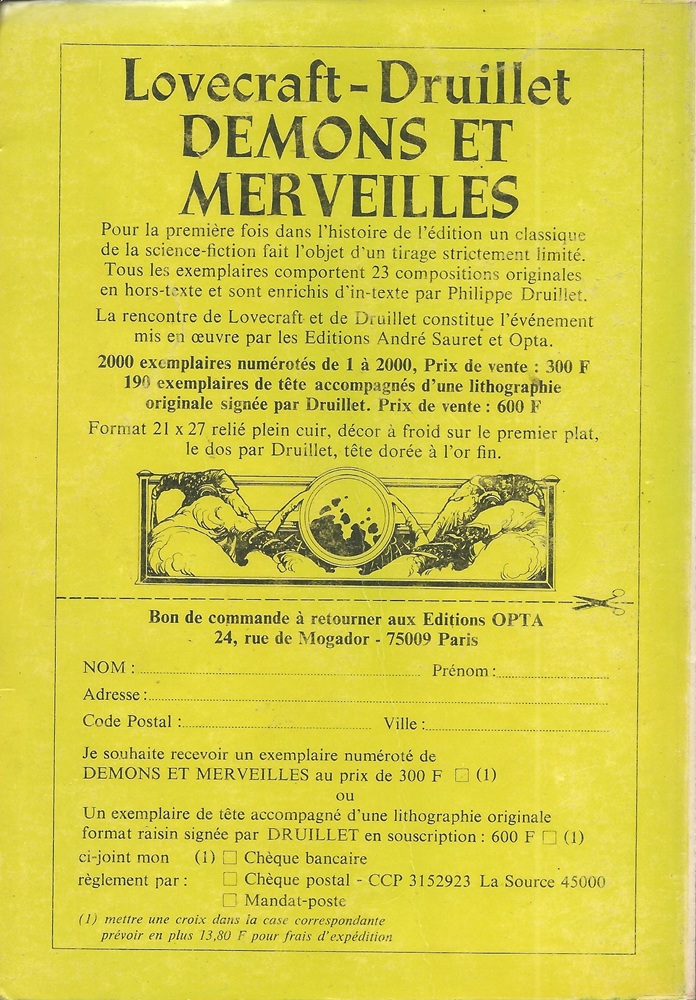 Lovecraft - Druillet
DEMONS ET
MERVEILLES
Pour la première fois dans l'histoire de l'édition un classique
de la science-fiction fait l'objet d'un tirage strictement limité.
Tous les exemplaires comportent 23 compositions originales
en hors-texte et sont enrichis d'in-texte par Philippe Druillet.
La rencontre de Lovecraft et de Druillet constitue l'événement
mis en œuvre par les Editions André Sauret et Opta.
2000 exemplaires numérotés de 1 à 2000, Prix de vente : 300 F
190 exemplaires de tête accompagnés d'une lithographie
originale signée par Druillet. Prix de vente : 600 F
Format 21 x 27 relié plein cuir, décor à froid sur le premier plat,
le dos par Druillet, tête dorée à l'or fin.
Bon de commande à retourner aux Editions OPTA
24, rue de Mogador - 75009 Paris
NOM : Prénom :
Adresse :
Code Postal : Ville :
Je souhaite recevoir un exemplaire numéroté de
DEMONS ET MERVEILLES au prix de 300 F □ (1)
ou
Un exemplaire de tête accompagné d'une lithographie originale
format raisin signée par DRUILLET en souscription : 600 F □ (1)
ci-joint mon (1) □ Chèque bancaire
règlement par : □ Chèque postal - CCP 3152923 La Source 45000
□ Mandat-poste
(1) mettre une croix dans la case correspondante
prévoir en plus 13,80 F pour frais d'expédition